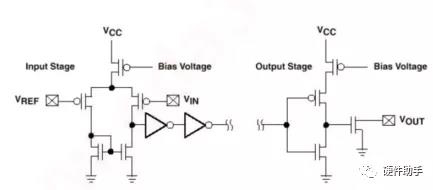 VCC
Input Stage
Bias Voltage
VREF
VIN
VCC
Output Stage
Bias Voltage
VOUT
硬件助手